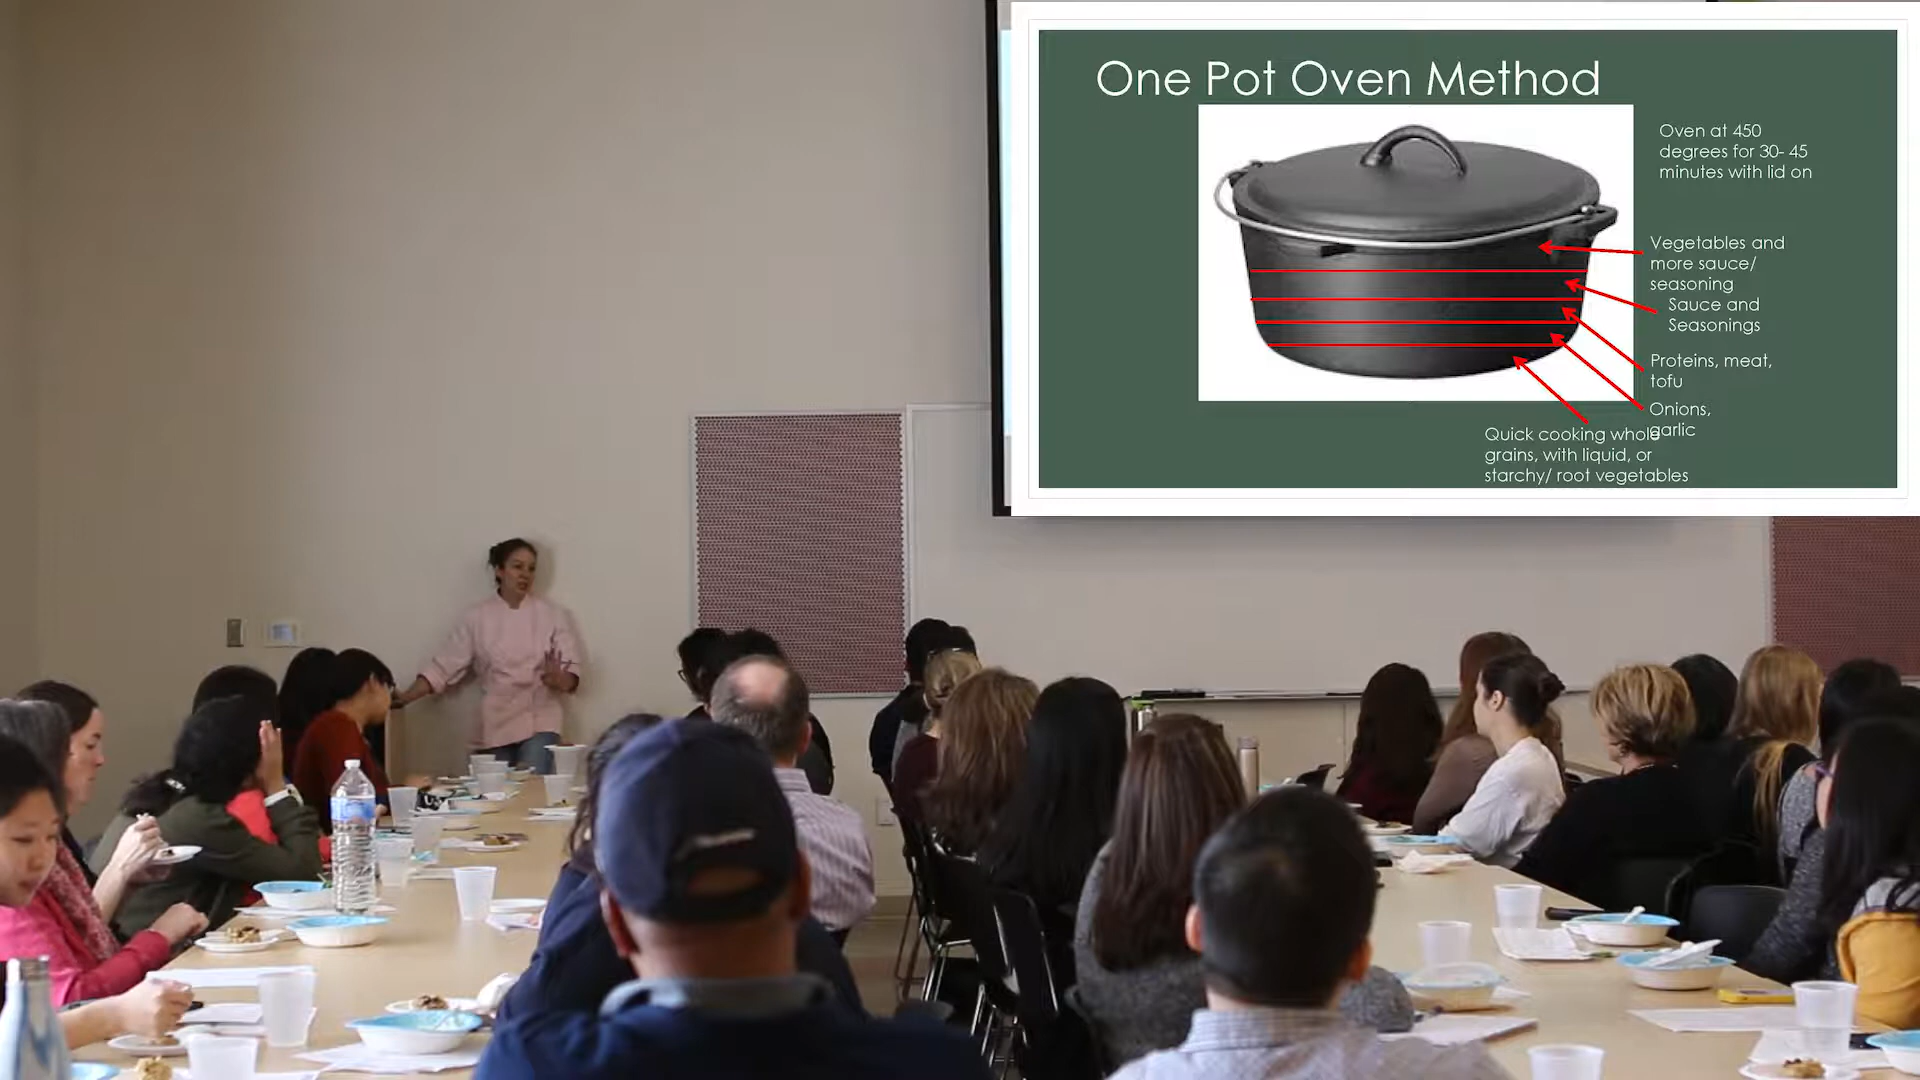 One Pot Oven Method
Oven at 450
degrees for 30- 45
minutes with lid on
Vegetables and
more sauce/
seasoning
Sauce and
Seasonings
Proteins, meat,
tofu
Onions,
garlic
Quick cooking whole
grains, with liquid, or
starchy/ root vegetables